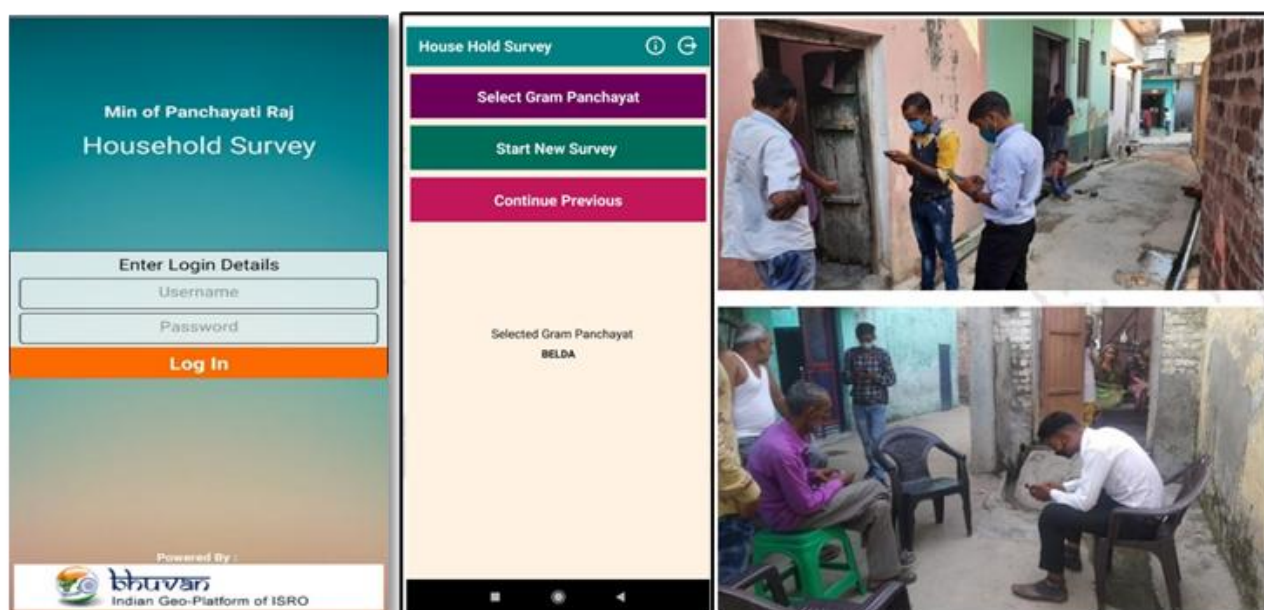 Min of Panchayati Raj
Household Survey
Enter Login Details
Username
Password
Log In
Powered By :
bhuvan
Indian Geo-Platform of ISRO
House Hold Survey
Select Gram Panchayat
Start New Survey
Continue Previous
Selected Gram Panchayat
BELDA